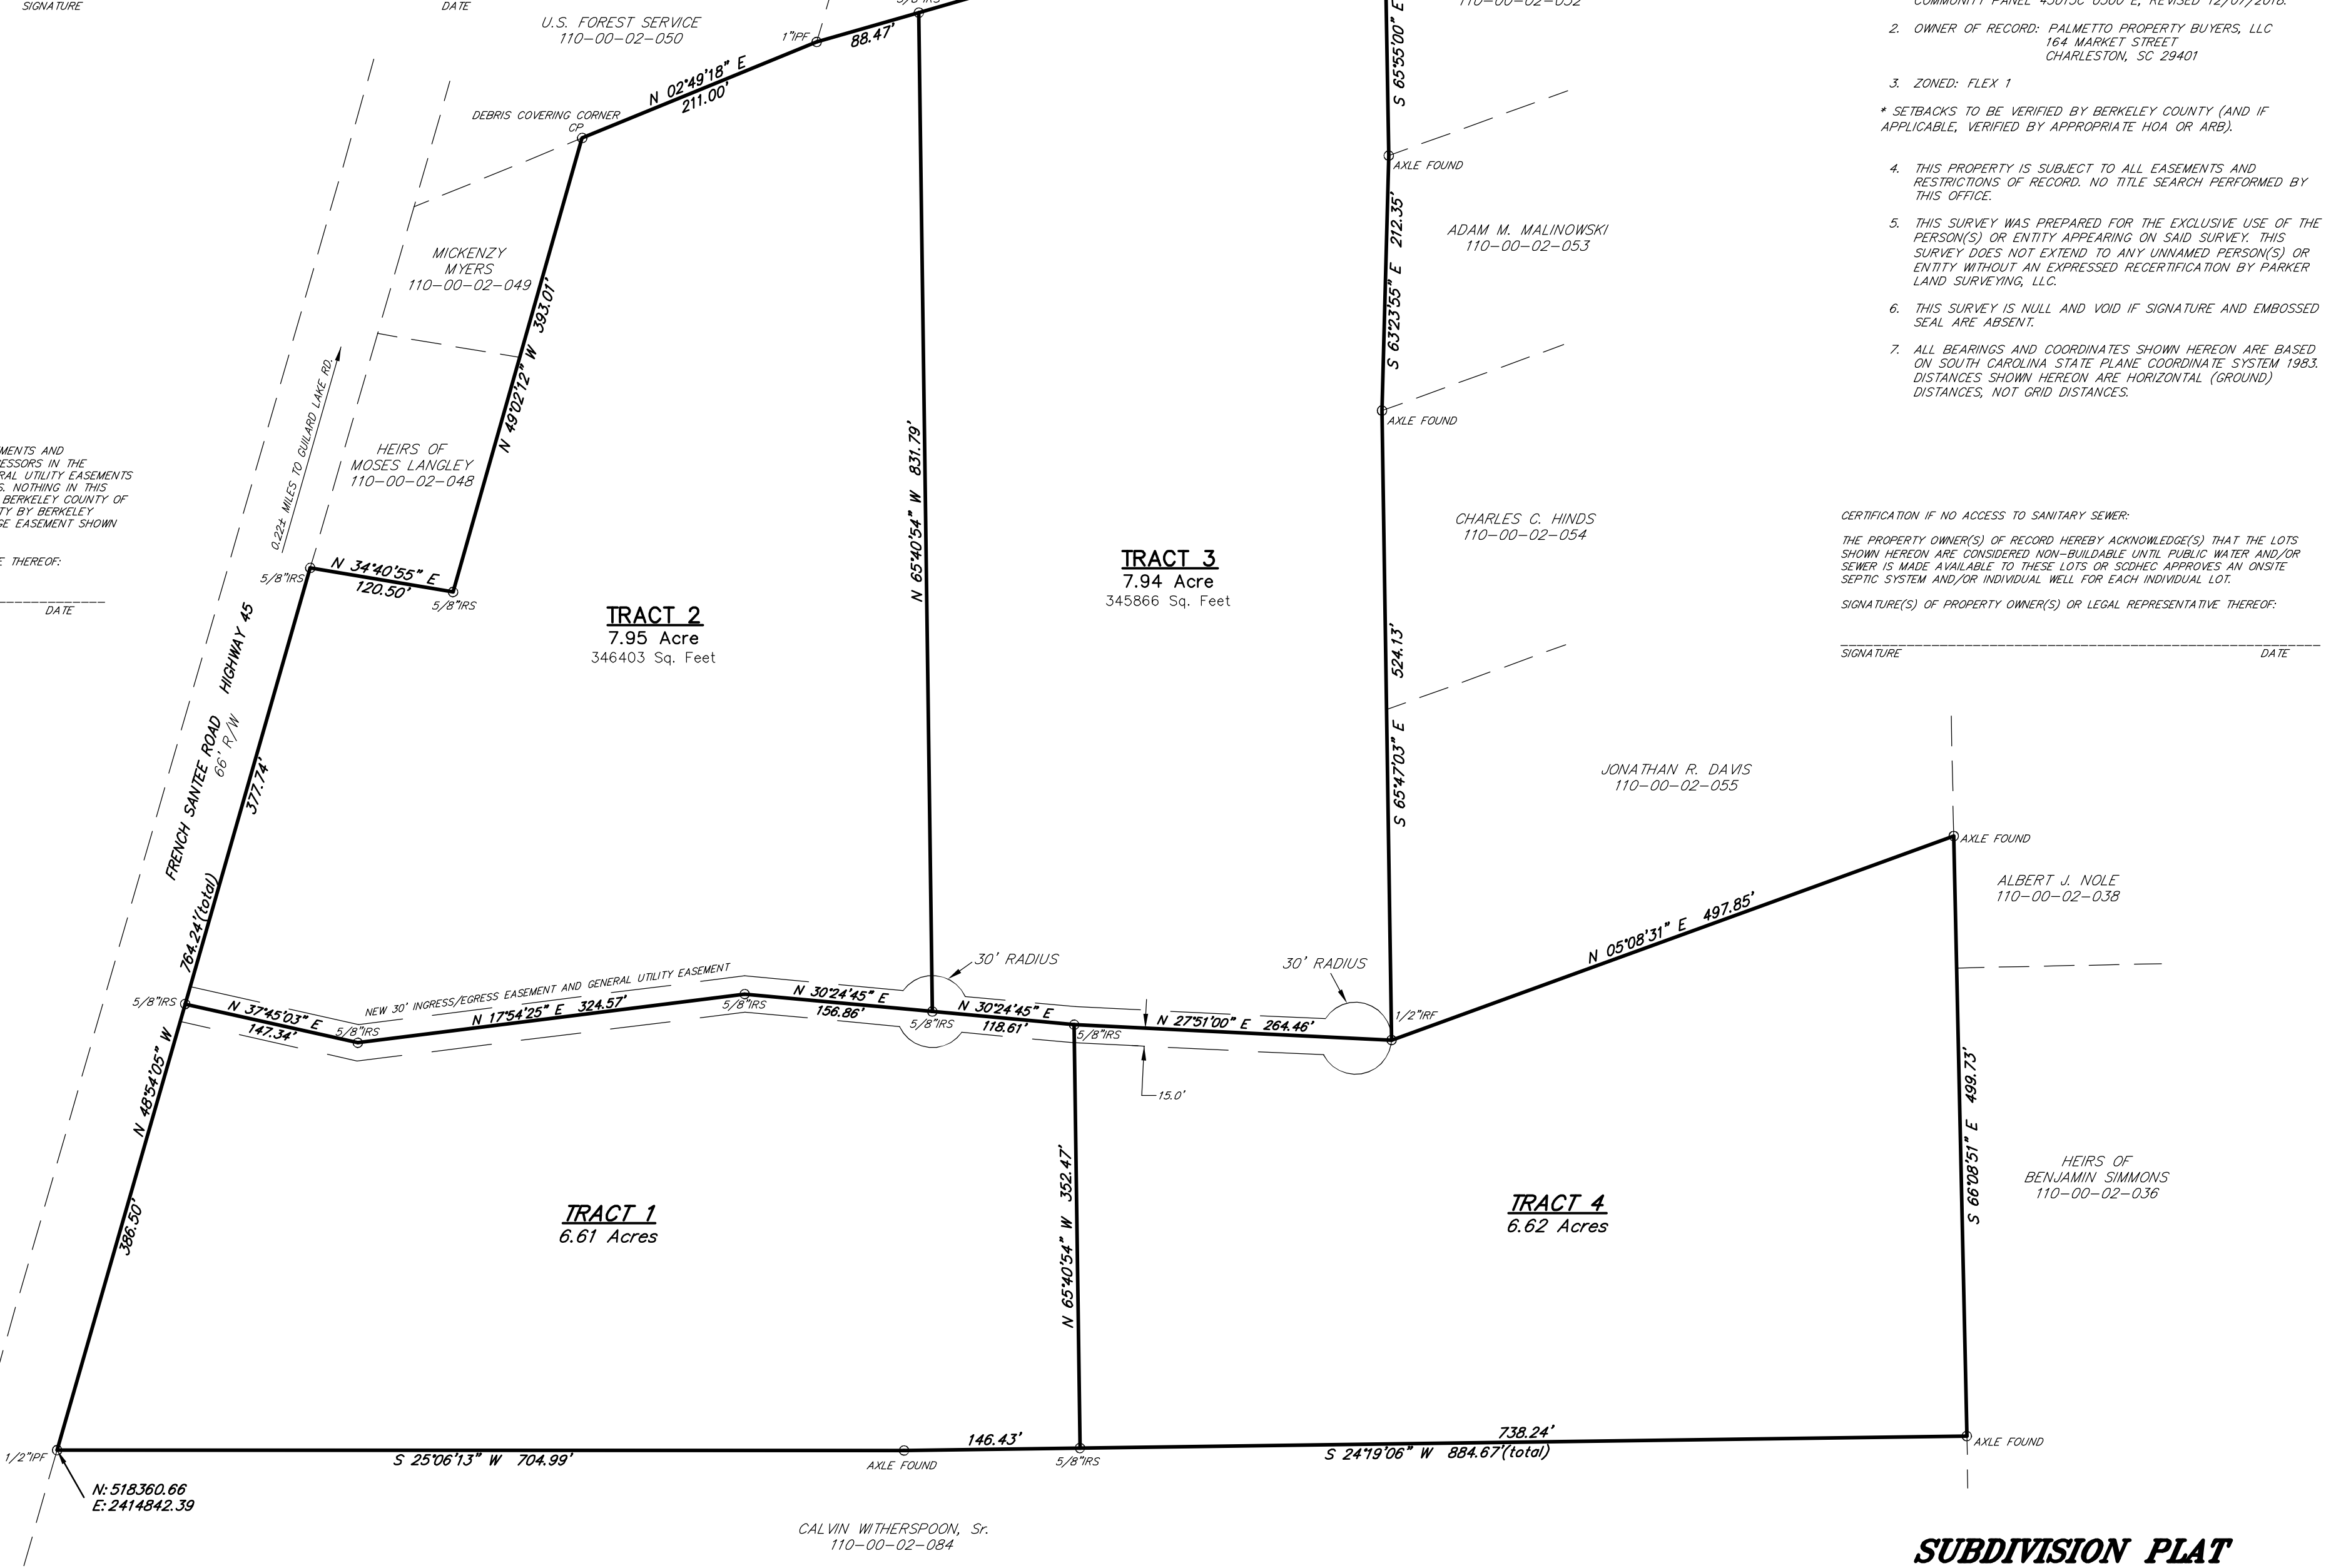 SIGNATURE
DATE
U.S. FOREST SERVICE
110-00-02-050
1"IPF
88.47'
N 02°49'18" E
211.00'
DEBRIS COVERING CORNER
CP
MICKENZY
MYERS
110-00-02-049
N 49°02'12" W 393.01'
HEIRS OF
MOSES LANGLEY
110-00-02-048
0.22± MILES TO GUILARD LAKE RD.
5/8"IRS
N 34°40'55" E
120.50'
5/8"IRS
FRENCH SANTEE ROAD HIGHWAY 45
66' R/W
377.74'
764.24'(total)
N 48°54'05" W
386.50'
MENTS AND
ESSORS IN THE
RAL UTILITY EASEMENTS
S. NOTHING IN THIS
BERKELEY COUNTY OF
TY BY BERKELEY
GE EASEMENT SHOWN
E THEREOF:
DATE
TRACT 2
7.95 Acre
346403 Sq. Feet
N 65°40'54" W 831.79'
TRACT 3
7.94 Acre
345866 Sq. Feet
S 65°55'00" E
AXLE FOUND
S 63°23'55" E 212.35'
ADAM M. MALINOWSKI
110-00-02-053
AXLE FOUND
CHARLES C. HINDS
110-00-02-054
S 65°47'03" E 524.13'
JONATHAN R. DAVIS
110-00-02-055
AXLE FOUND
ALBERT J. NOLE
110-00-02-038
N 05°08'31" E 497.85'
5/8"IRS
N 37°45'03" E
147.34'
5/8"IRS
NEW 30' INGRESS/EGRESS EASEMENT AND GENERAL UTILITY EASEMENT
N 17°54'25" E 324.57'
5/8"IRS
N 30°24'45" E
156.86'
30' RADIUS
5/8"IRS
N 30°24'45" E
118.61'
5/8"IRS
N 27°51'00" E 264.46'
30' RADIUS
1/2"IRF
15.0'
S 66°08'51" E 499.73'
HEIRS OF
BENJAMIN SIMMONS
110-00-02-036
TRACT 1
6.61 Acres
N 65°40'54" W 352.47'
TRACT 4
6.62 Acres
1/2"IPF
N: 518360.66
E: 2414842.39
S 25°06'13" W 704.99'
AXLE FOUND
146.43'
5/8"IRS
738.24'
S 24°19'06" W 884.67'(total)
AXLE FOUND
CALVIN WITHERSPOON, Sr.
110-00-02-084
2. OWNER OF RECORD: PALMETTO PROPERTY BUYERS, LLC
164 MARKET STREET
CHARLESTON, SC 29401
3. ZONED: FLEX 1
* SETBACKS TO BE VERIFIED BY BERKELEY COUNTY (AND IF
APPLICABLE, VERIFIED BY APPROPRIATE HOA OR ARB).
4. THIS PROPERTY IS SUBJECT TO ALL EASEMENTS AND
RESTRICTIONS OF RECORD. NO TITLE SEARCH PERFORMED BY
THIS OFFICE.
5. THIS SURVEY WAS PREPARED FOR THE EXCLUSIVE USE OF THE
PERSON(S) OR ENTITY APPEARING ON SAID SURVEY. THIS
SURVEY DOES NOT EXTEND TO ANY UNNAMED PERSON(S) OR
ENTITY WITHOUT AN EXPRESSED RECERTIFICATION BY PARKER
LAND SURVEYING, LLC.
6. THIS SURVEY IS NULL AND VOID IF SIGNATURE AND EMBOSSED
SEAL ARE ABSENT.
7. ALL BEARINGS AND COORDINATES SHOWN HEREON ARE BASED
ON SOUTH CAROLINA STATE PLANE COORDINATE SYSTEM 1983.
DISTANCES SHOWN HEREON ARE HORIZONTAL (GROUND)
DISTANCES, NOT GRID DISTANCES.
CERTIFICATION IF NO ACCESS TO SANITARY SEWER:
THE PROPERTY OWNER(S) OF RECORD HEREBY ACKNOWLEDGE(S) THAT THE LOTS
SHOWN HEREON ARE CONSIDERED NON-BUILDABLE UNTIL PUBLIC WATER AND/OR
SEWER IS MADE AVAILABLE TO THESE LOTS OR SCDHEC APPROVES AN ONSITE
SEPTIC SYSTEM AND/OR INDIVIDUAL WELL FOR EACH INDIVIDUAL LOT.
SIGNATURE(S) OF PROPERTY OWNER(S) OR LEGAL REPRESENTATIVE THEREOF:
SIGNATURE
DATE
SUBDIVISION PLAT